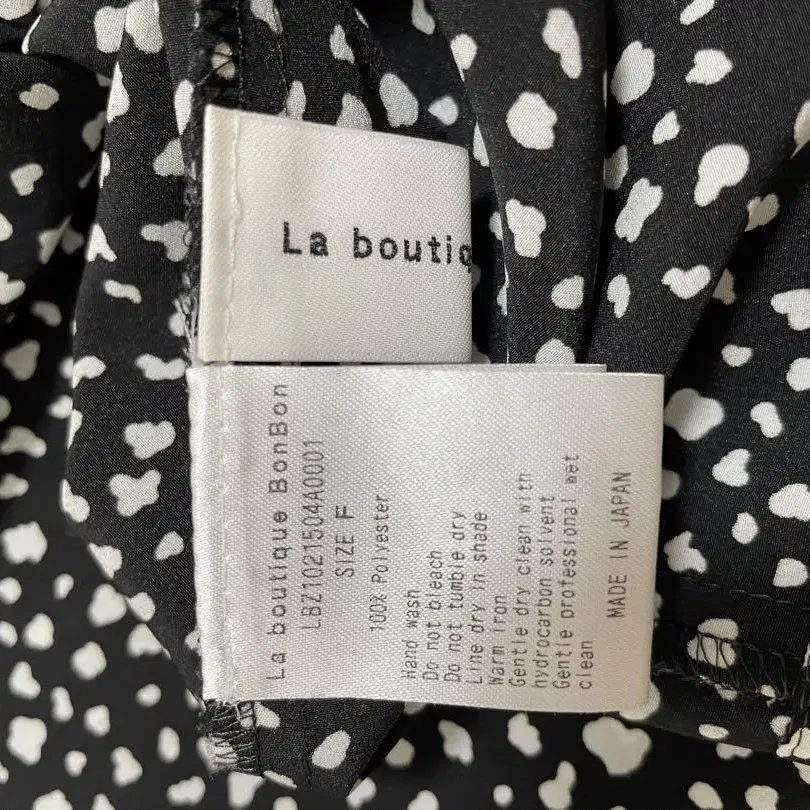 La boutiq
La boutique BonBon
LBZ1021504A0001
SIZE F
100% Polyester
Hand wash
Do not bleach
Do not tumble dry
Line dry in shade
Warm iron
Gentle dry clean with
hydrocarbon solvent
Gentle professional wet
clean
MADE IN JAPAN